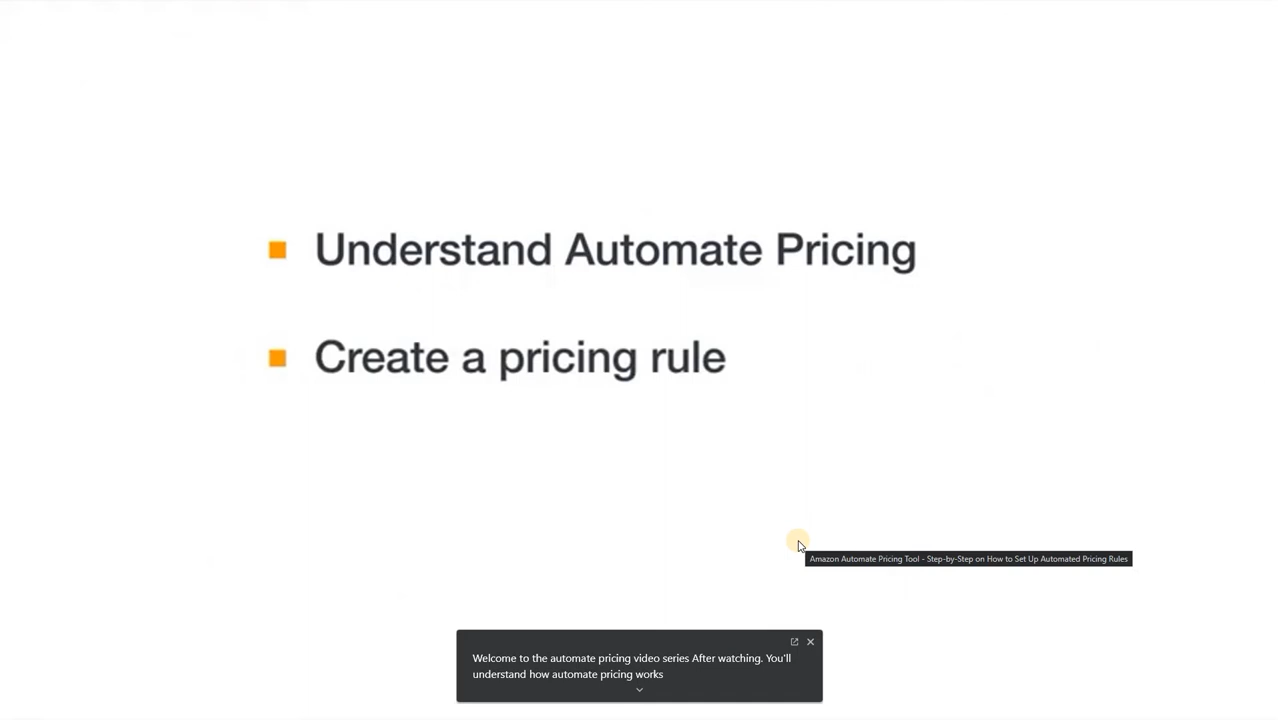 Understand Automate Pricing
Create a pricing rule
Amazon Automate Pricing Tool - Step-by-Step on How to Set Up Automated Pricing Rules
Welcome to the automate pricing video series After watching. You'll
understand how automate pricing works